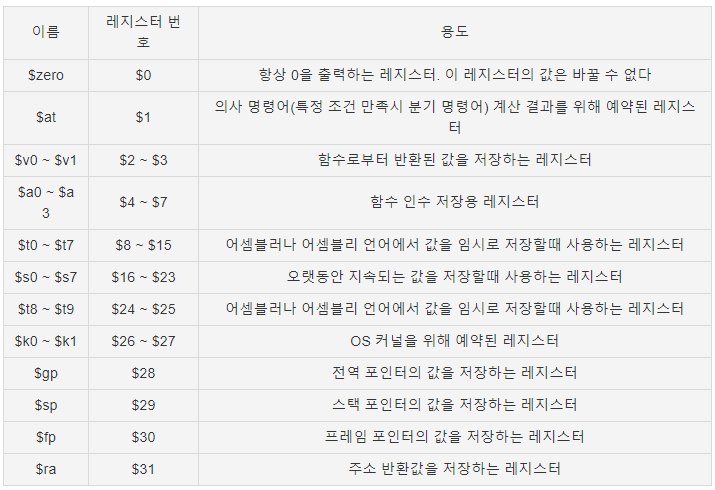 이름
레지스터 번
호
용도
$zero
$0
항상 0을 출력하는 레지스터. 이 레지스터의 값은 바꿀 수 없다
$at
$1
의사 명령어(특정 조건 만족시 분기 명령어) 계산 결과를 위해 예약된 레지스
터
$v0 ~ $v1
$2 ~ $3
함수로부터 반환된 값을 저장하는 레지스터
$a0 ~ $a
3
$4 ~ $7
함수 인수 저장용 레지스터
$t0 ~ $t7
$8 ~ $15
어셈블러나 어셈블리 언어에서 값을 임시로 저장할때 사용하는 레지스터
$s0 ~ $s7
$16 ~ $23
오랫동안 지속되는 값을 저장할때 사용하는 레지스터
$t8 ~ $t9
$24 ~ $25
어셈블러나 어셈블리 언어에서 값을 임시로 저장할때 사용하는 레지스터
$k0 ~ $k1
$26 ~ $27
OS 커널을 위해 예약된 레지스터
$gp
$28
전역 포인터의 값을 저장하는 레지스터
$sp
$29
스택 포인터의 값을 저장하는 레지스터
$fp
$30
프레임 포인터의 값을 저장하는 레지스터
$ra
$31
주소 반환값을 저장하는 레지스터